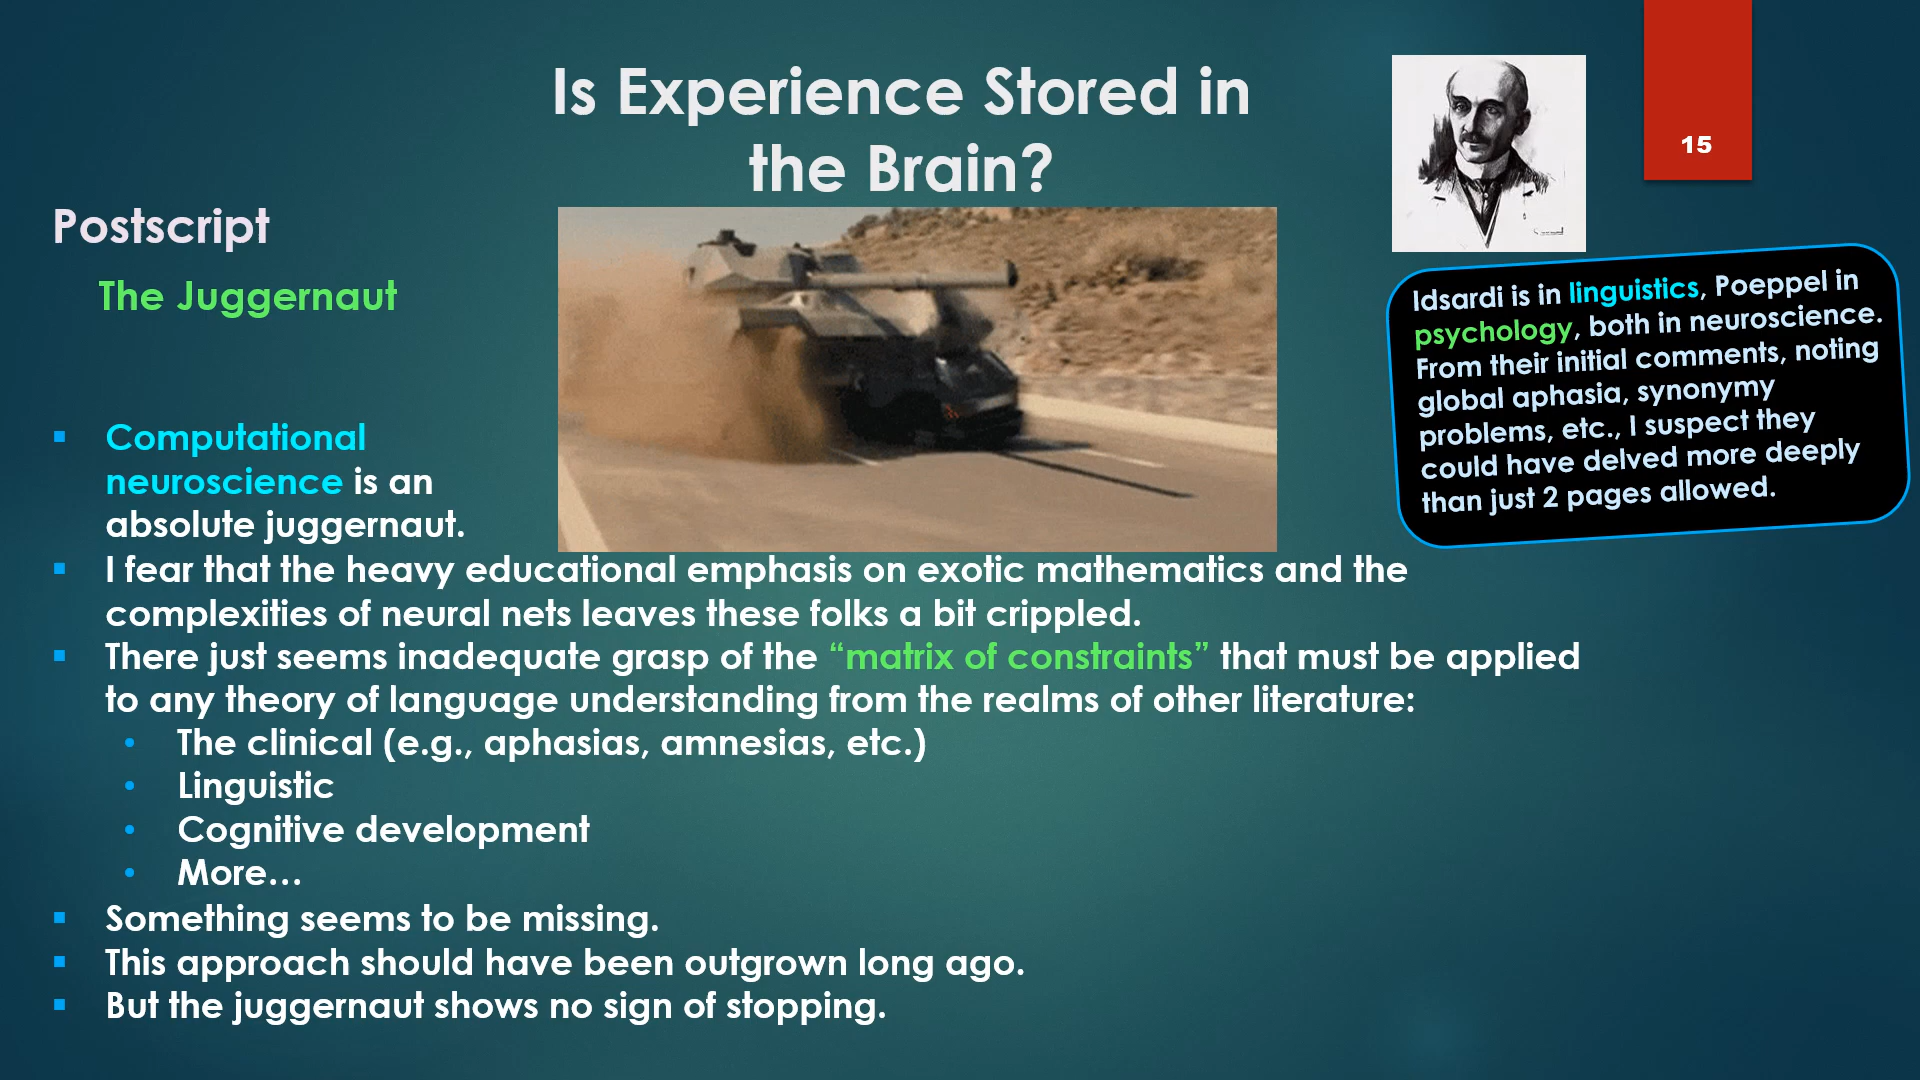 Is Experience Stored in
the Brain?
15
Postscript
The Juggernaut
Idsardi is in linguistics, Poeppel in
psychology, both in neuroscience.
From their initial comments, noting
global aphasia, synonymy
problems, etc., I suspect they
could have delved more deeply
than just 2 pages allowed.
Computational
neuroscience is an
absolute juggernaut.
I fear that the heavy educational emphasis on exotic mathematics and the
complexities of neural nets leaves these folks a bit crippled.
There just seems inadequate grasp of the “matrix of constraints” that must be applied
to any theory of language understanding from the realms of other literature:
The clinical (e.g., aphasias, amnesias, etc.)
Linguistic
Cognitive development
More…
Something seems to be missing.
This approach should have been outgrown long ago.
But the juggernaut shows no sign of stopping.